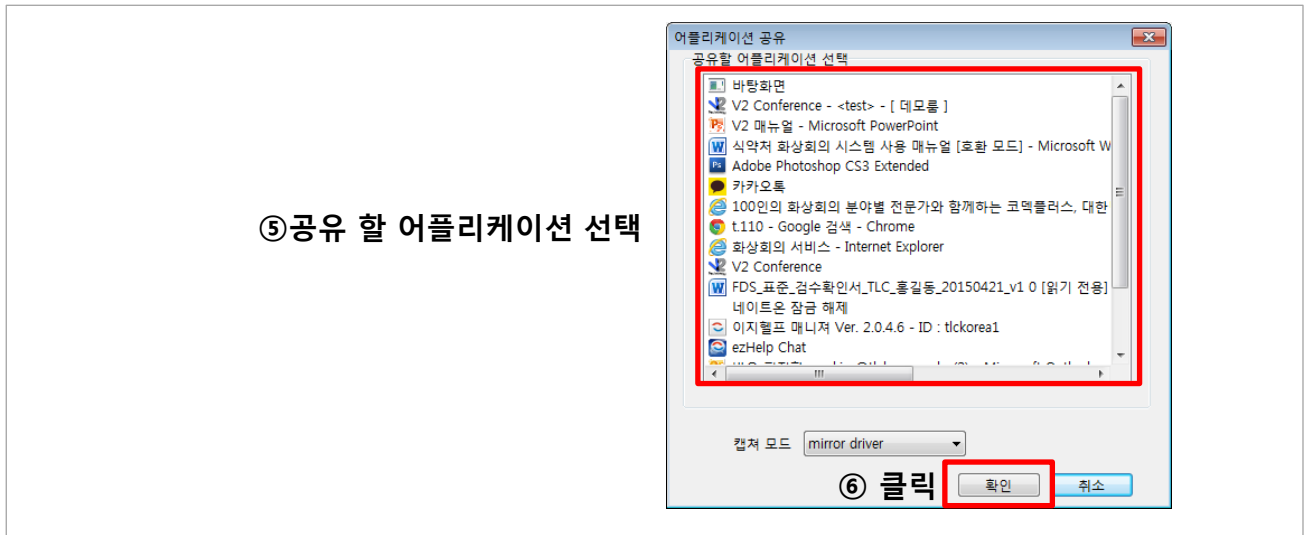 어플리케이션 공유
공유할 어플리케이션 선택
바탕화면
V2 Conference - <test> - [ 데모룸 ]
V2 매뉴얼 - Microsoft PowerPoint
식약처 화상회의 시스템 사용 매뉴얼 [호환 모드] - Microsoft W
Adobe Photoshop CS3 Extended
카카오톡
100인의 화상회의 분야별 전문가와 함께하는 코덱플러스, 대한
⑤공유 할 어플리케이션 선택
t.110 - Google 검색 - Chrome
화상회의 서비스 - Internet Explorer
V2 Conference
FDS_표준_검수확인서_TLC_홍길동_20150421_v1 0 [읽기 전용]
네이트온 잠금 해제
이지헬프 매니져 Ver. 2.0.4.6 - ID : tlckorea1
ezHelp Chat
캡쳐 모드 mirror driver
⑥ 클릭 확인 취소